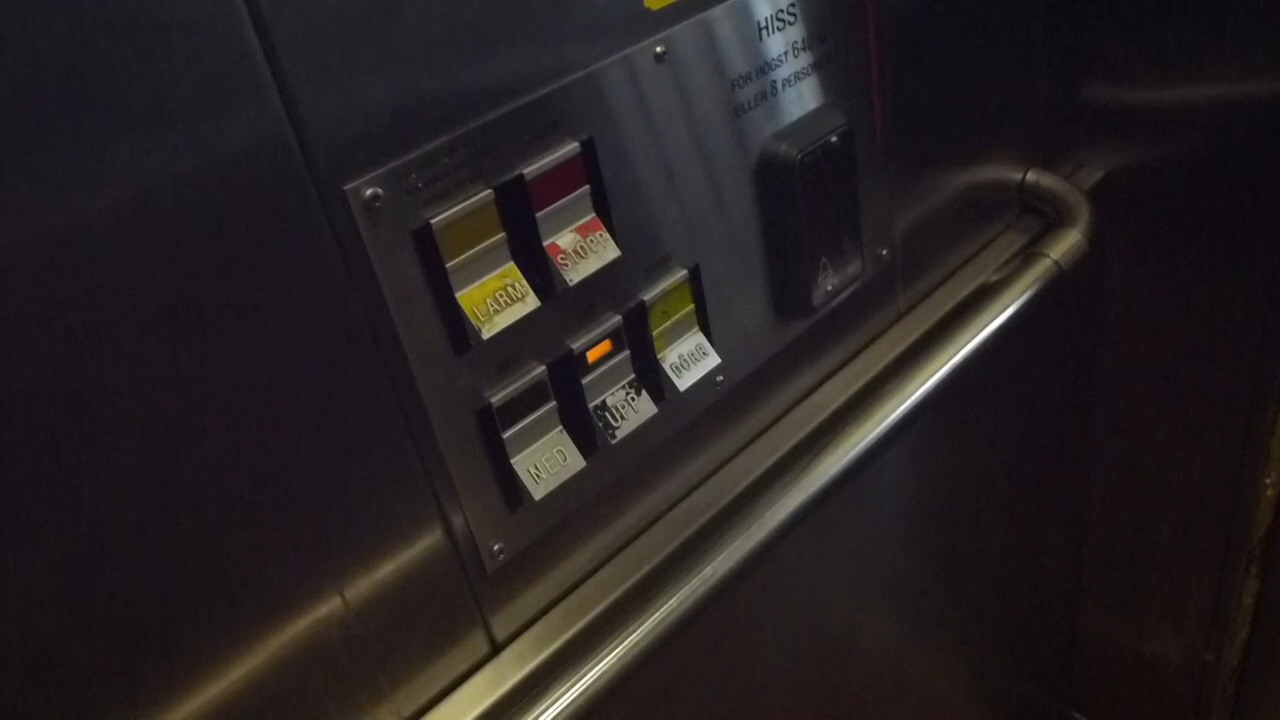 HISS
FÖR HÖGST 640
ELLER 8 PERSONER
LARM
STOPP
NED
UPP
DÖRR